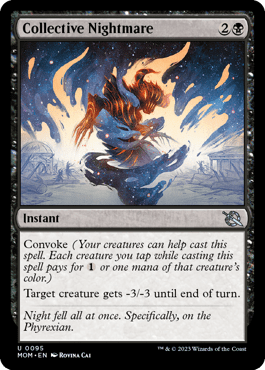 Collective Nightmare 2
Instant
Convoke (Your creatures can help cast this
spell. Each creature you tap while casting this
spell pays for 1 or one mana of that creature's
color.)
Target creature gets -3/-3 until end of turn.
Night fell all at once. Specifically, on the
Phyrexian.
U 0095
MOM • EN ROVINA CAI ™ & © 2023 Wizards of the Coast